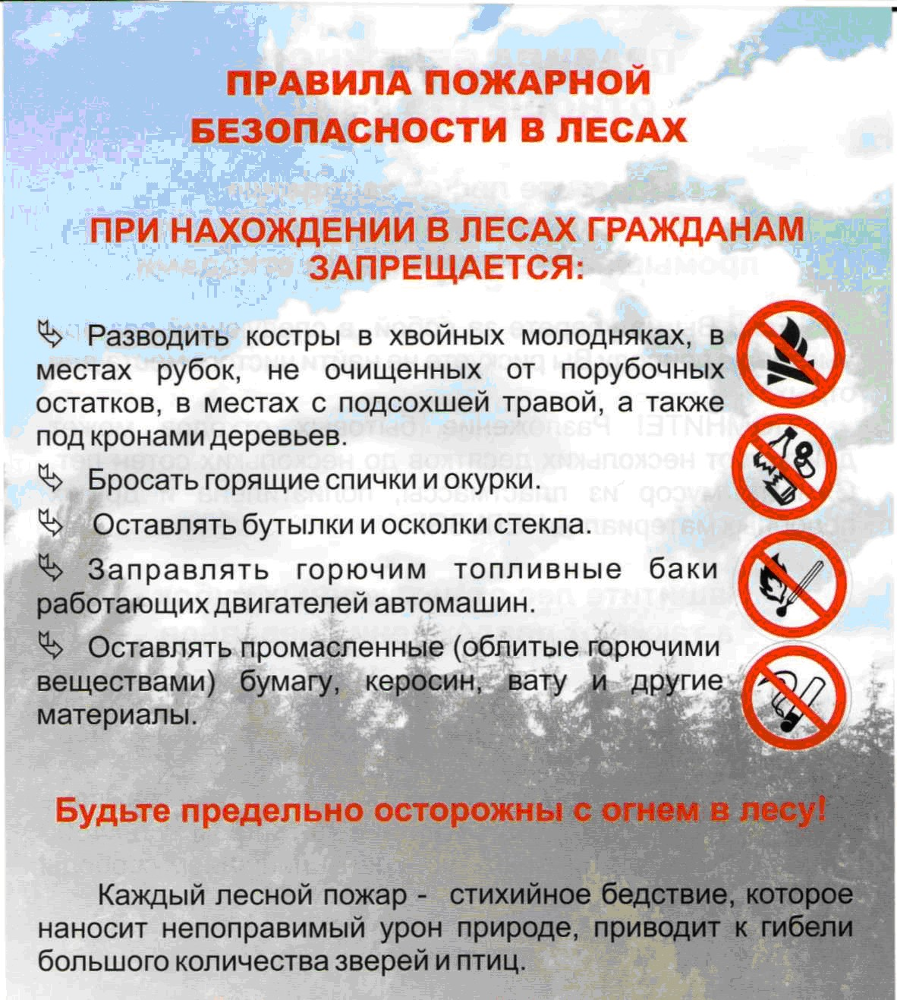 ПРАВИЛА ПОЖАРНОЙ
БЕЗОПАСНОСТИ В ЛЕСАХ
ПРИ НАХОЖДЕНИИ В ЛЕСАХ ГРАЖДАНАМ
ЗАПРЕЩАЕТСЯ:
Разводить костры в хвойных молодняках, в
местах рубок, не очищенных от порубочных
остатков, в местах с подсохшей травой, а также
под кронами деревьев.
Бросать горящие спички и окурки.
Оставлять бутылки и осколки стекла.
Заправлять горючим топливные баки
работающих двигателей автомашин.
Оставлять промасленные (облитые горючими
веществами) бумагу, керосин, вату и другие
материалы.
Будьте предельно осторожны с огнем в лесу!
Каждый лесной пожар - стихийное бедствие, которое
наносит непоправимый урон природе, приводит к гибели
большого количества зверей и птиц.